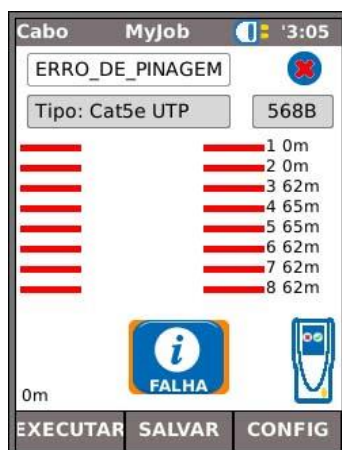 Cabo MyJob '3:05
ERRO_DE_PINAGEM
Tipo: Cat5e UTP 568B
1 0m
2 0m
3 62m
4 65m
5 65m
6 62m
7 62m
8 62m
i
FALHA
0m
EXECUTAR SALVAR CONFIG